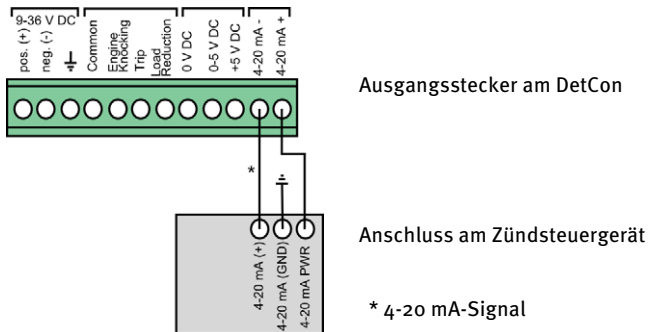 9-36 V DC
pos. (+)
neg. (-)
Common
Engine
Knocking
Trip
Load
Reduction
0 V DC
0-5 V DC
+5 V DC
4-20 mA -
4-20 mA +
Ausgangsstecker am DetCon
*
4-20 mA (+)
4-20 mA (GND)
4-20 mA PWR
Anschluss am Zündsteuergerät
* 4-20 mA-Signal